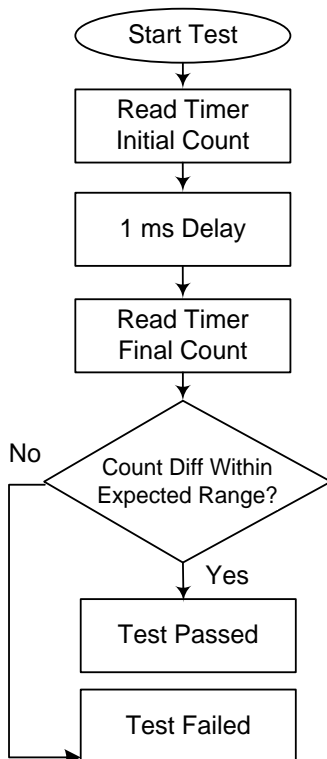 Start Test
Read Timer
Initial Count
1 ms Delay
Read Timer
Final Count
No
Count Diff Within
Expected Range?
Yes
Test Passed
Test Failed